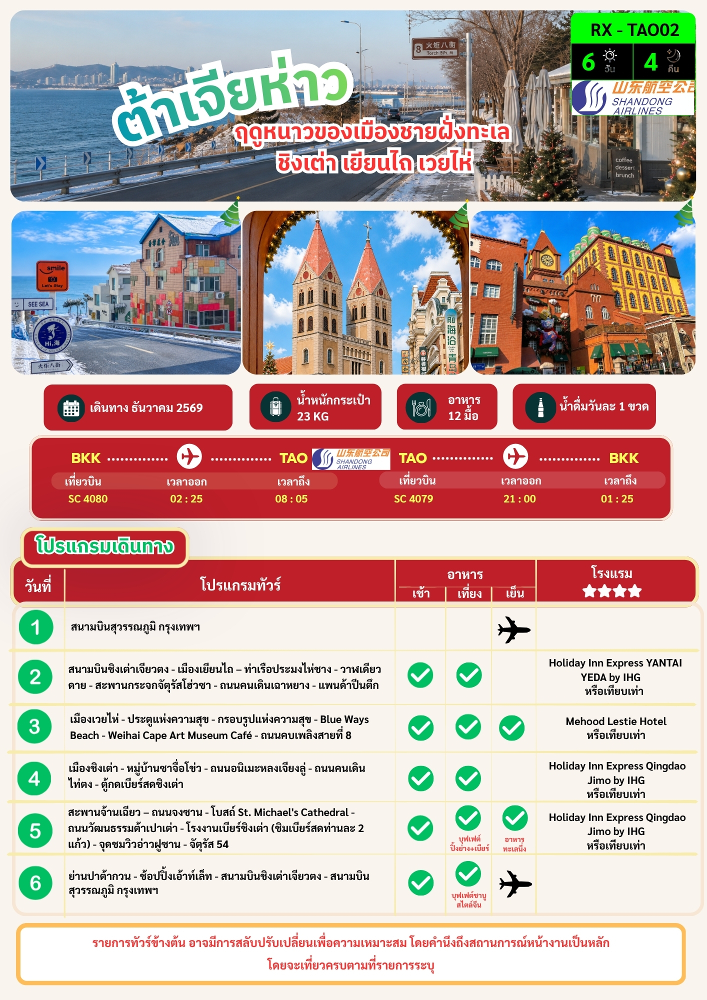 RX - TAO02
6 วัน
4 คืน
山东航空公司
SHANDONG
AIRLINES
8 火炬八街
Torch 8th. 街
ต้าเจียห่าว
ฤดูหนาวของเมืองชายฝั่งทะเล
ชิงเต่า เยียนไถ เวยไห่
coffee
dessert
brunch
smile
Let's Stay
SEE SEA
Hi,海
火炬八街
前海沿
QIAN HAI YA
青岛
เดินทาง ธันวาคม 2569
น้ำหนักกระเป๋า
23 KG
อาหาร
12 มื้อ
น้ำดื่มวันละ 1 ขวด
BKK TAO
山东航空公司
SHANDONG
AIRLINES
TAO BKK
เที่ยวบิน เวลาออก เวลาถึง
SC 4080 02 : 25 08 : 05
เที่ยวบิน เวลาออก เวลาถึง
SC 4079 21 : 00 01 : 25
โปรแกรมเดินทาง
วันที่ โปรแกรมทัวร์ อาหาร โรงแรม
เช้า เที่ยง เย็น
1
สนามบินสุวรรณภูมิ กรุงเทพฯ
2
สนามบินชิงเต่าเจียวตง - เมืองเยียนไถ – ท่าเรือประมงไห่ชาง - วาฬเดียว
ดาย - สะพานกระจกจัตุรัสโฮ่วซา - ถนนคนเดินเฉาหยาง - แพนด้าปีนตึก
Holiday Inn Express YANTAI
YEDA by IHG
หรือเทียบเท่า
3
เมืองเวยไห่ - ประตูแห่งความสุข - กรอบรูปแห่งความสุข - Blue Ways
Beach - Weihai Cape Art Museum Café - ถนนคบเพลิงสายที่ 8
Mehood Lestie Hotel
หรือเทียบเท่า
4
เมืองชิงเต่า - หมู่บ้านซาจื่อโข่ว - ถนนอนิเมะหลงเจียงลู่ - ถนนคนเดิน
ไท่ตง - ตู้กดเบียร์สดชิงเต่า
Holiday Inn Express Qingdao
Jimo by IHG
หรือเทียบเท่า
5
สะพานจ้านเฉียว – ถนนจงซาน - โบสถ์ St. Michael's Cathedral -
ถนนวัฒนธรรมต้าเปาเต่า - โรงงานเบียร์ชิงเต่า (ชิมเบียร์สดท่านละ 2
แก้ว) - จุดชมวิวอ่าวฝูซาน - จัตุรัส 54
บุฟเฟต์
ปิ้งย่าง+เบียร์
อาหาร
ทะเลนึ่ง
Holiday Inn Express Qingdao
Jimo by IHG
หรือเทียบเท่า
6
ย่านปาต้ากวน - ช้อปปิ้งเอ้าท์เล็ท - สนามบินชิงเต่าเจียวตง - สนามบิน
สุวรรณภูมิ กรุงเทพฯ
บุฟเฟต์ชาบู
สไตล์จีน
รายการทัวร์ข้างต้น อาจมีการสลับปรับเปลี่ยนเพื่อความเหมาะสม โดยคำนึงถึงสถานการณ์หน้างานเป็นหลัก
โดยจะเที่ยวครบตามที่รายการระบุ